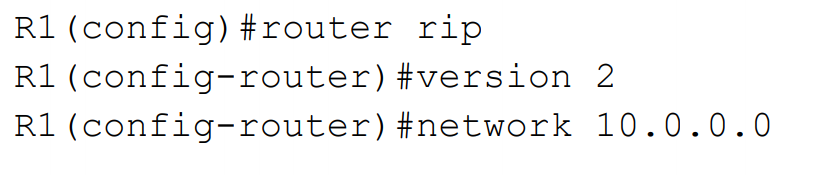 R1(config)#router rip
R1(config-router)#version 2
R1(config-router)#network 10.0.0.0